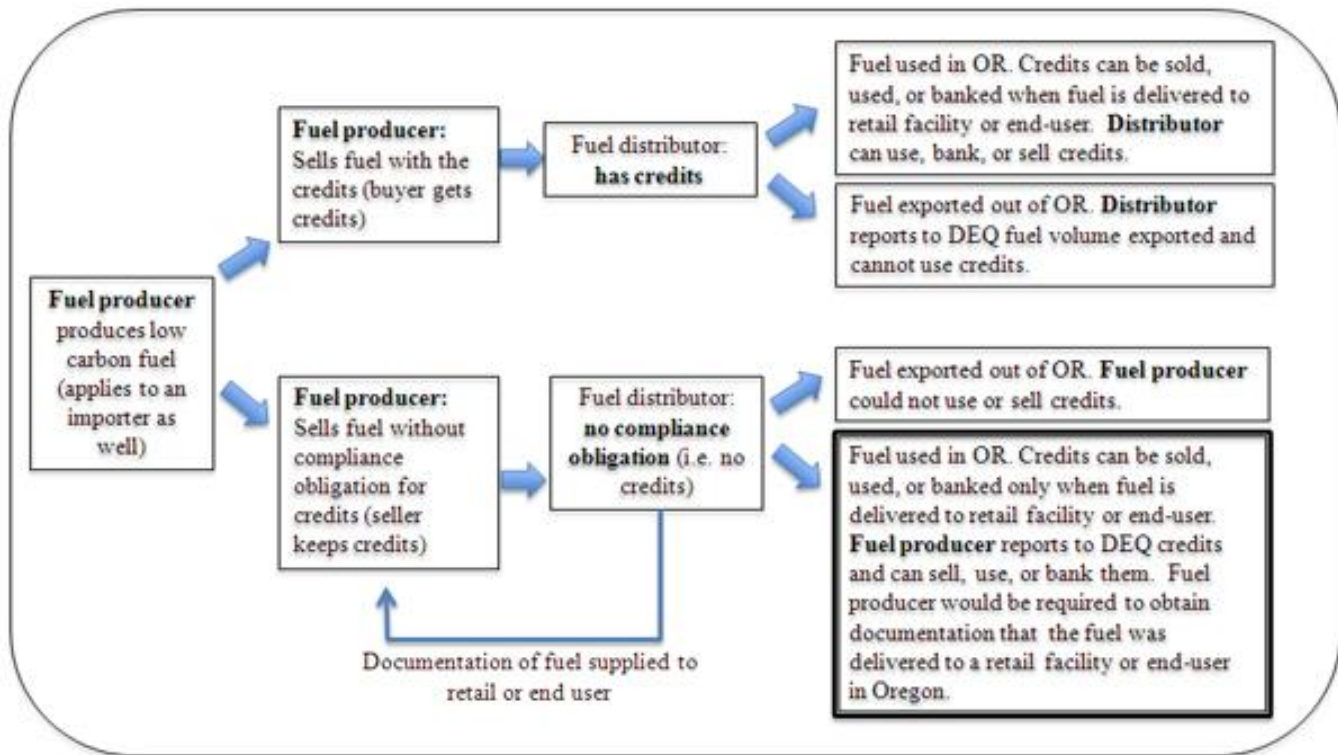 Fuel producer
produces low
carbon fuel
(applies to an
importer as
well)
Fuel producer:
Sells fuel with the
credits (buyer gets
credits)
Fuel distributor:
has credits
Fuel used in OR. Credits can be sold,
used, or banked when fuel is delivered to
retail facility or end-user. Distributor
can use, bank, or sell credits.
Fuel exported out of OR. Distributor
reports to DEQ fuel volume exported and
cannot use credits.
Fuel producer:
Sells fuel without
compliance
obligation for
credits (seller
keeps credits)
Fuel distributor:
no compliance
obligation (i.e. no
credits)
Fuel exported out of OR. Fuel producer
could not use or sell credits.
Fuel used in OR. Credits can be sold,
used, or banked only when fuel is
delivered to retail facility or end-user.
Fuel producer reports to DEQ credits
and can sell, use, or bank them. Fuel
producer would be required to obtain
documentation that the fuel was
delivered to a retail facility or end-user
in Oregon.
Documentation of fuel supplied to
retail or end user